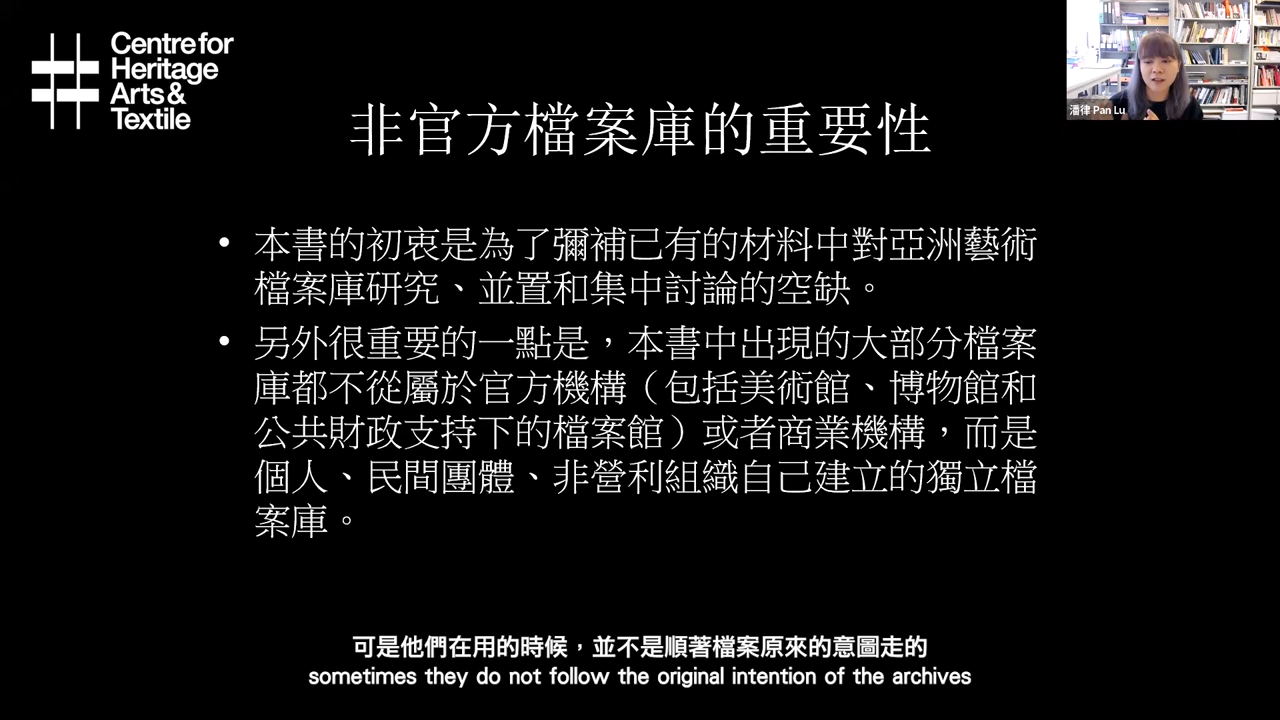 Centre for
Heritage
Arts &
Textile
潘律 Pan Lu
非官方檔案庫的重要性
• 本書的初衷是為了彌補已有的材料中對亞洲藝術
檔案庫研究、並置和集中討論的空缺。
• 另外很重要的一點是，本書中出現的大部分檔案
庫都不從屬於官方機構（包括美術館、博物館和
公共財政支持下的檔案館）或者商業機構，而是
個人、民間團體、非營利組織自己建立的獨立檔
案庫。
可是他們在用的時候，並不是順著檔案原來的意圖走的
sometimes they do not follow the original intention of the archives